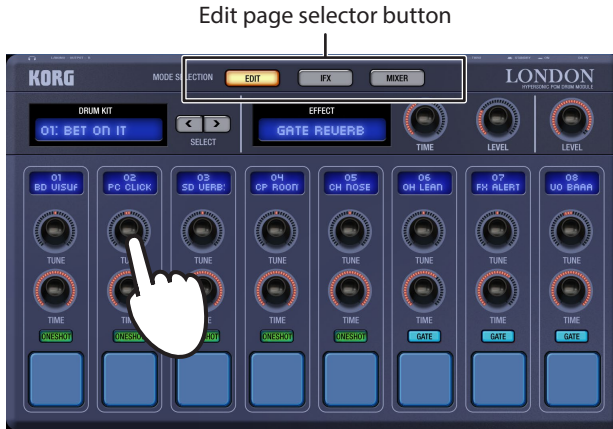 Edit page selector button
KORG
MODE SELECTION
EDIT
IFX
MIXER
LONDON
HYPERSONIC PCM DRUM MODULE
DRUM KIT
01: BET ON IT
< >
SELECT
EFFECT
GATE REVERB
TIME
LEVEL
LEVEL
01 02 03 04 05 06 07 08
BD VISUF PC CLICK SD VERB: CP ROOM CH NOSE OH LEAN FX ALERT VO BAAA
TUNE TUNE TUNE TUNE TUNE TUNE TUNE
TIME TIME TIME TIME TIME TIME TIME
ONESHOT ONESHOT ONESHOT GATE GATE GATE